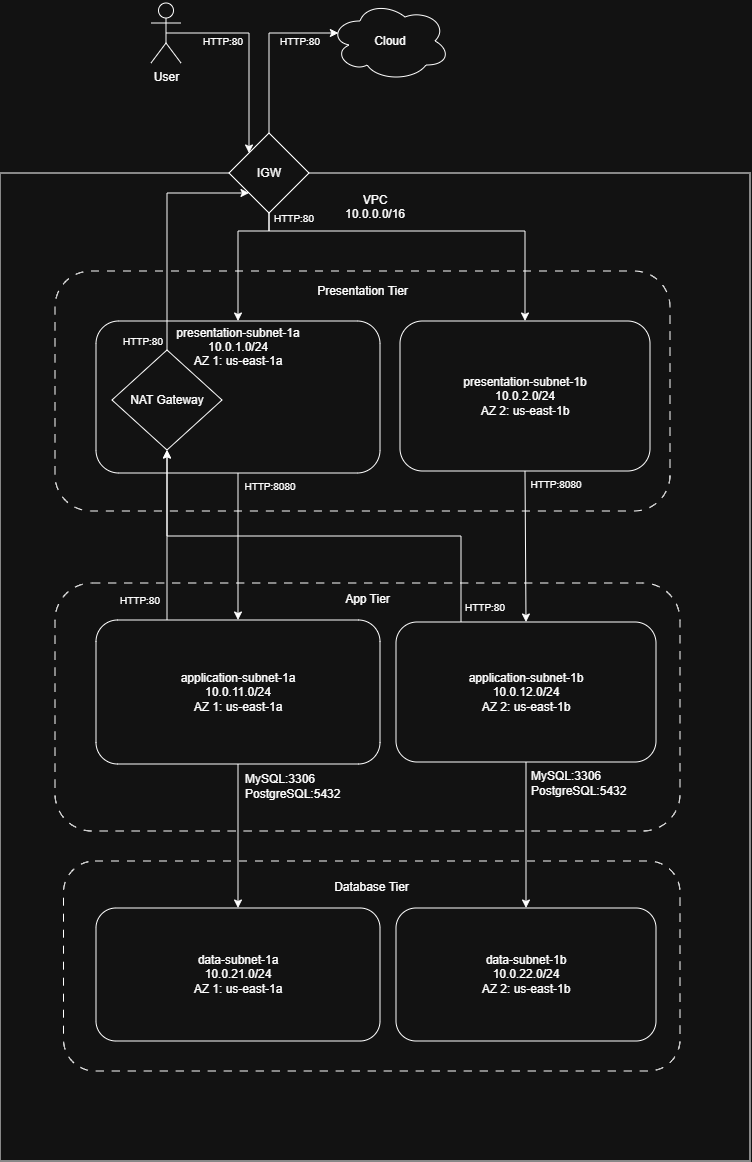 HTTP:80
HTTP:80
Cloud
User
IGW
VPC
10.0.0.0/16
HTTP:80
Presentation Tier
presentation-subnet-1a
10.0.1.0/24
AZ 1: us-east-1a
HTTP:80
NAT Gateway
presentation-subnet-1b
10.0.2.0/24
AZ 2: us-east-1b
HTTP:8080
HTTP:8080
App Tier
HTTP:80
HTTP:80
application-subnet-1a
10.0.11.0/24
AZ 1: us-east-1a
application-subnet-1b
10.0.12.0/24
AZ 2: us-east-1b
MySQL:3306
PostgreSQL:5432
MySQL:3306
PostgreSQL:5432
Database Tier
data-subnet-1a
10.0.21.0/24
AZ 1: us-east-1a
data-subnet-1b
10.0.22.0/24
AZ 2: us-east-1b